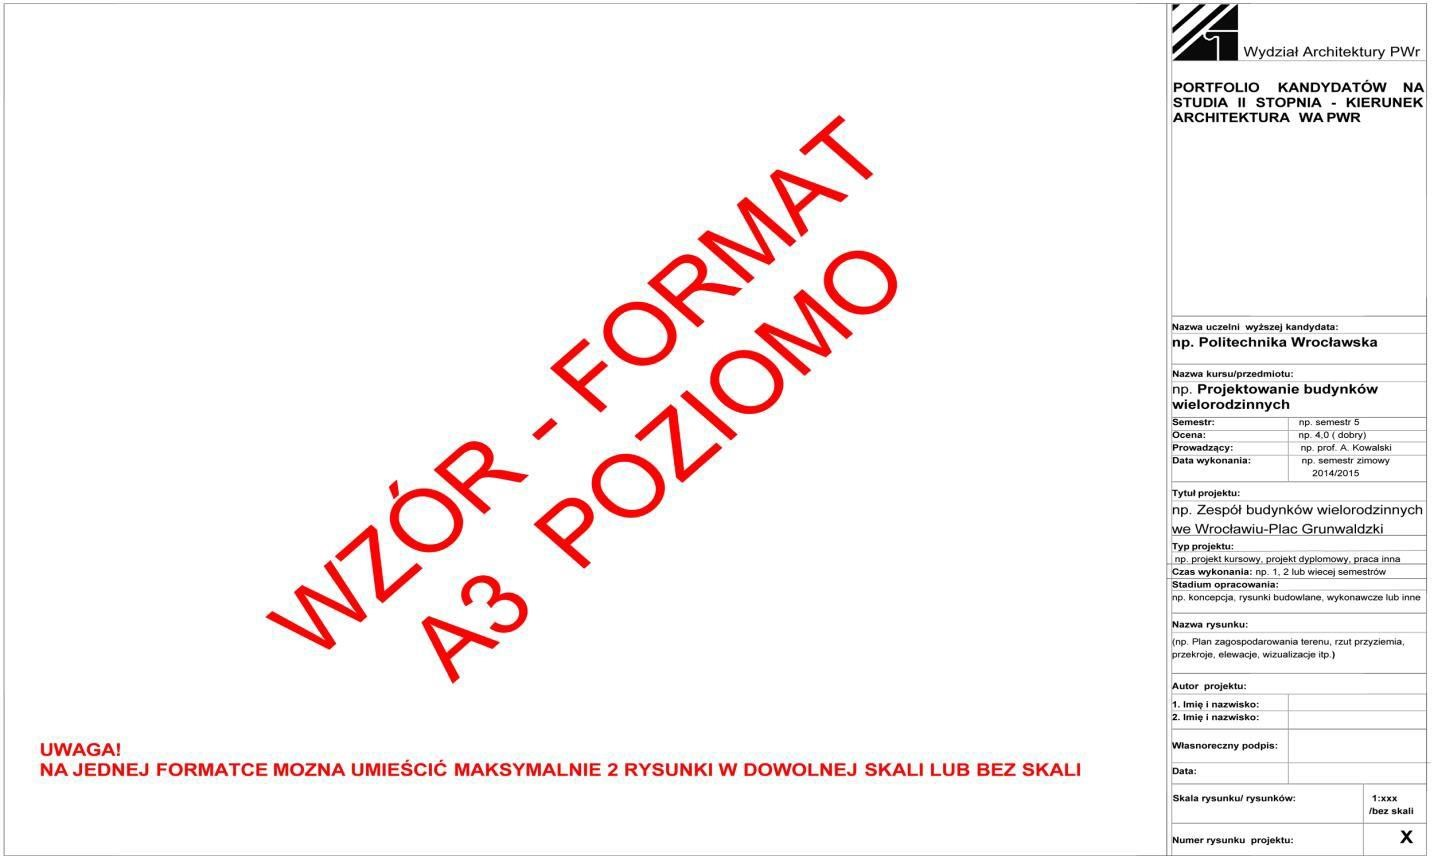 WZÓR - FORMAT
A3 POZIOMO
UWAGA!
NA JEDNEJ FORMATCE MOZNA UMIEŚCIĆ MAKSYMALNIE 2 RYSUNKI W DOWOLNEJ SKALI LUB BEZ SKALI
Wydział Architektury PWr
PORTFOLIO KANDYDATÓW NA
STUDIA II STOPNIA - KIERUNEK
ARCHITEKTURA WA PWR
Nazwa uczelni wyższej kandydata:
np. Politechnika Wrocławska
Nazwa kursu/przedmiotu:
np. Projektowanie budynków
wielorodzinnych
Semestr: np. semestr 5
Ocena: np. 4,0 ( dobry)
Prowadzący: np. prof. A. Kowalski
Data wykonania: np. semestr zimowy
2014/2015
Tytuł projektu:
np. Zespół budynków wielorodzinnych
we Wrocławiu-Plac Grunwaldzki
Typ projektu:
np. projekt kursowy, projekt dyplomowy, praca inna
Czas wykonania: np. 1, 2 lub wiecej semestrów
Stadium opracowania:
np. koncepcja, rysunki budowlane, wykonawcze lub inne
Nazwa rysunku:
(np. Plan zagospodarowania terenu, rzut przyziemia,
przekroje, elewacje, wizualizacje itp.)
Autor projektu:
1. Imię i nazwisko:
2. Imię i nazwisko:
Własnoreczny podpis:
Data:
Skala rysunku/ rysunków: 1:xxx
/bez skali
Numer rysunku projektu: X